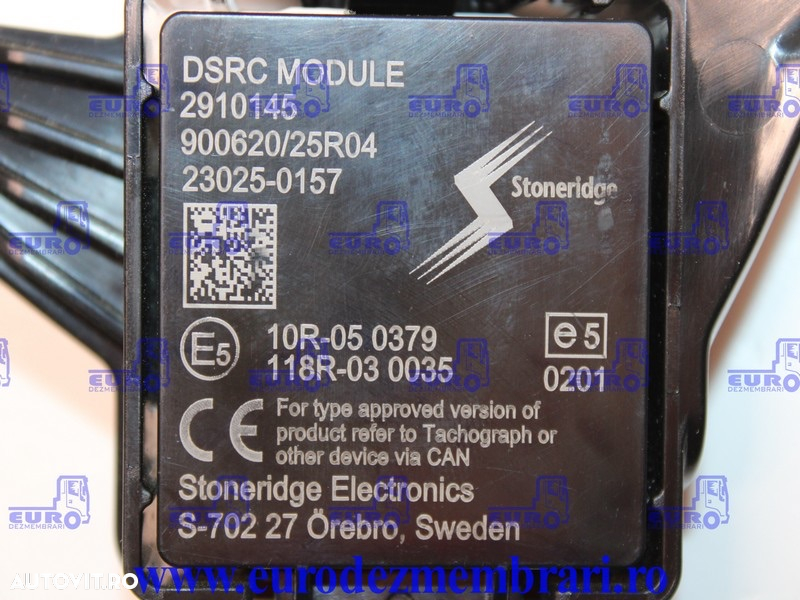 DSRC MODULE
2910145
900620/25R04
23025-0157
Stoneridge
E5
10R-05 0379
118R-03 0035
e5
0201
CE
For type approved version of
product refer to Tachograph or
other device via CAN
Stoneridge Electronics
S-702 27 Örebro, Sweden
EURO
DEZMEMBRARI
AUTOVIT.RO
www.eurodezmembrari.ro